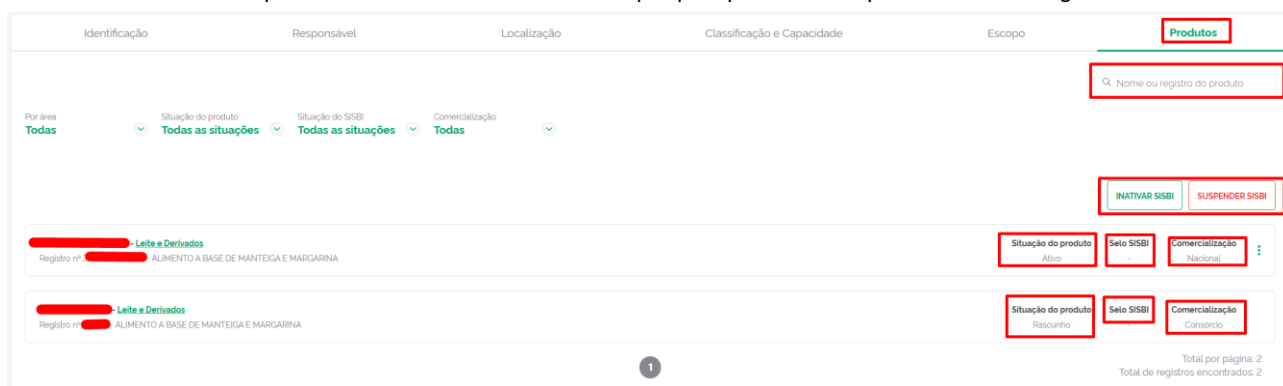 Identificação Responsável Localização Classificação e Capacidade Escopo Produtos
Nome ou registro do produto
Por área Situação do produto Situação do SISBI Comercialização
Todas Todas as situações Todas as situações Todas
INATIVAR SISBI SUSPENDER SISBI
- Leite e Derivados Situação do produto Selo SISBI Comercialização
Registro nº - ALIMENTO A BASE DE MANTEIGA E MARGARINA Ativo - Nacional
- Leite e Derivados Situação do produto Selo SISBI Comercialização
Registro nº - ALIMENTO A BASE DE MANTEIGA E MARGARINA Rascunho - Consórcio
1 Total por página: 2
Total de registros encontrados: 2